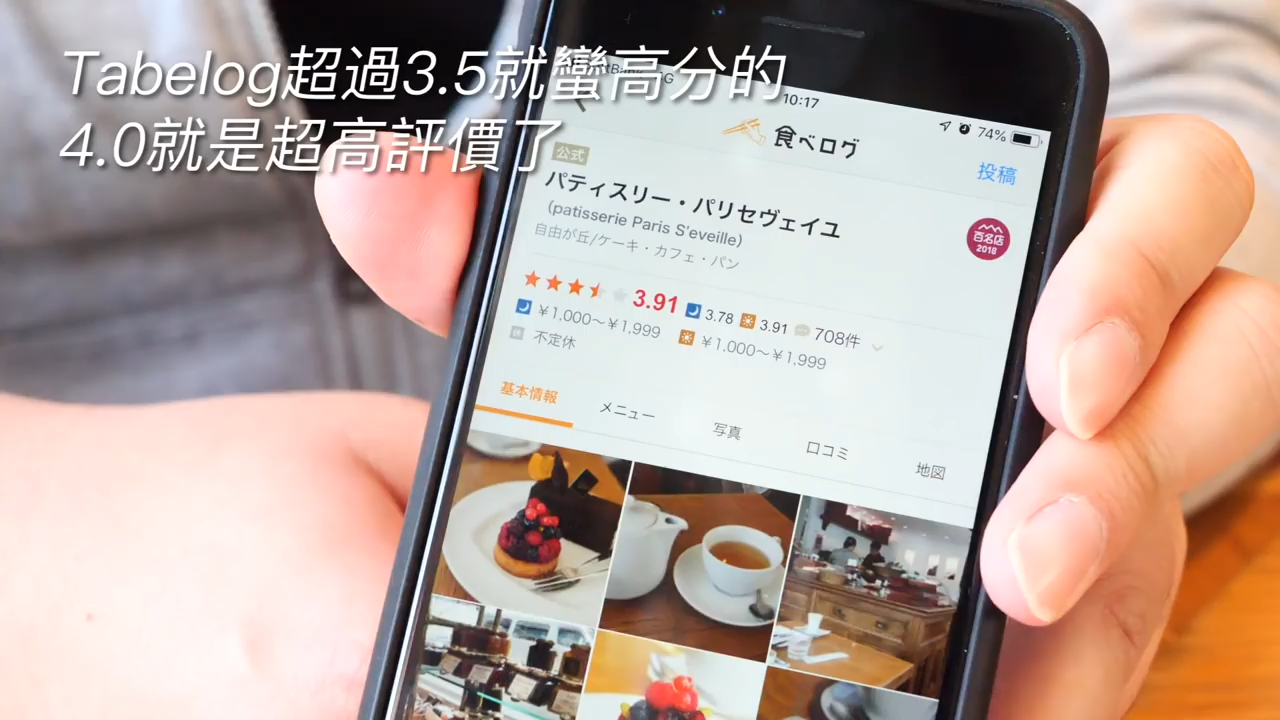 Tabelog超過3.5就蠻高分的
4.0就是超高評價了
10:17
74%
食べログ
投稿
公式
パティスリー・パリセヴェイユ
(patisserie Paris S'eveille)
自由が丘/ケーキ・カフェ・パン
百名店
2018
3.91 3.78 3.91 708件
¥1,000～¥1,999 ¥1,000～¥1,999
休 不定休
基本情報 メニュー 写真 口コミ 地図